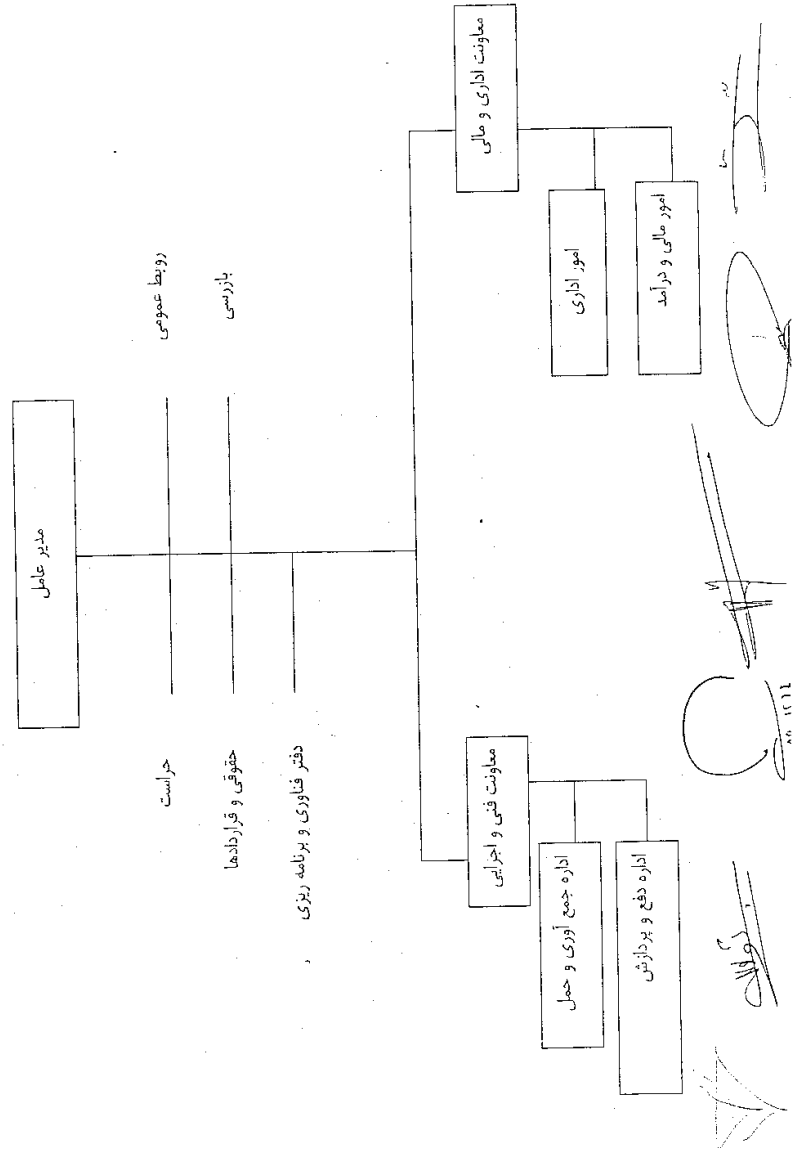 مدیر عامل
روبط عمومی
حراست
بازرسی
حقوقی و قراردادها
دفتر فناوری و برنامه ریزی
معاونت اداری و مالی
امور اداری
امور مالی و درآمد
معاونت فنی و اجرایی
اداره جمع آوری و حمل
اداره دفع و پردازش